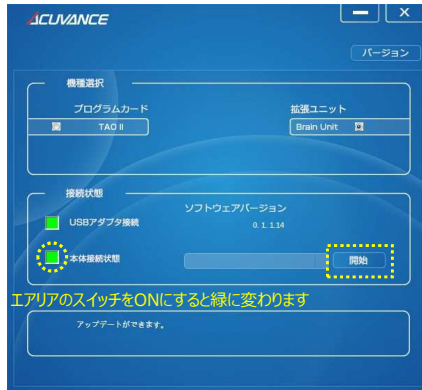 ACUVANCE
バージョン
機種選択
プログラムカード
拡張ユニット
TAO II
Brain Unit
接続状態
ソフトウェアバージョン
USBアダプタ接続
0. 1. 1.14
本体接続状態
開始
エアリアのスイッチをONにすると緑に変わります
アップデートができます。